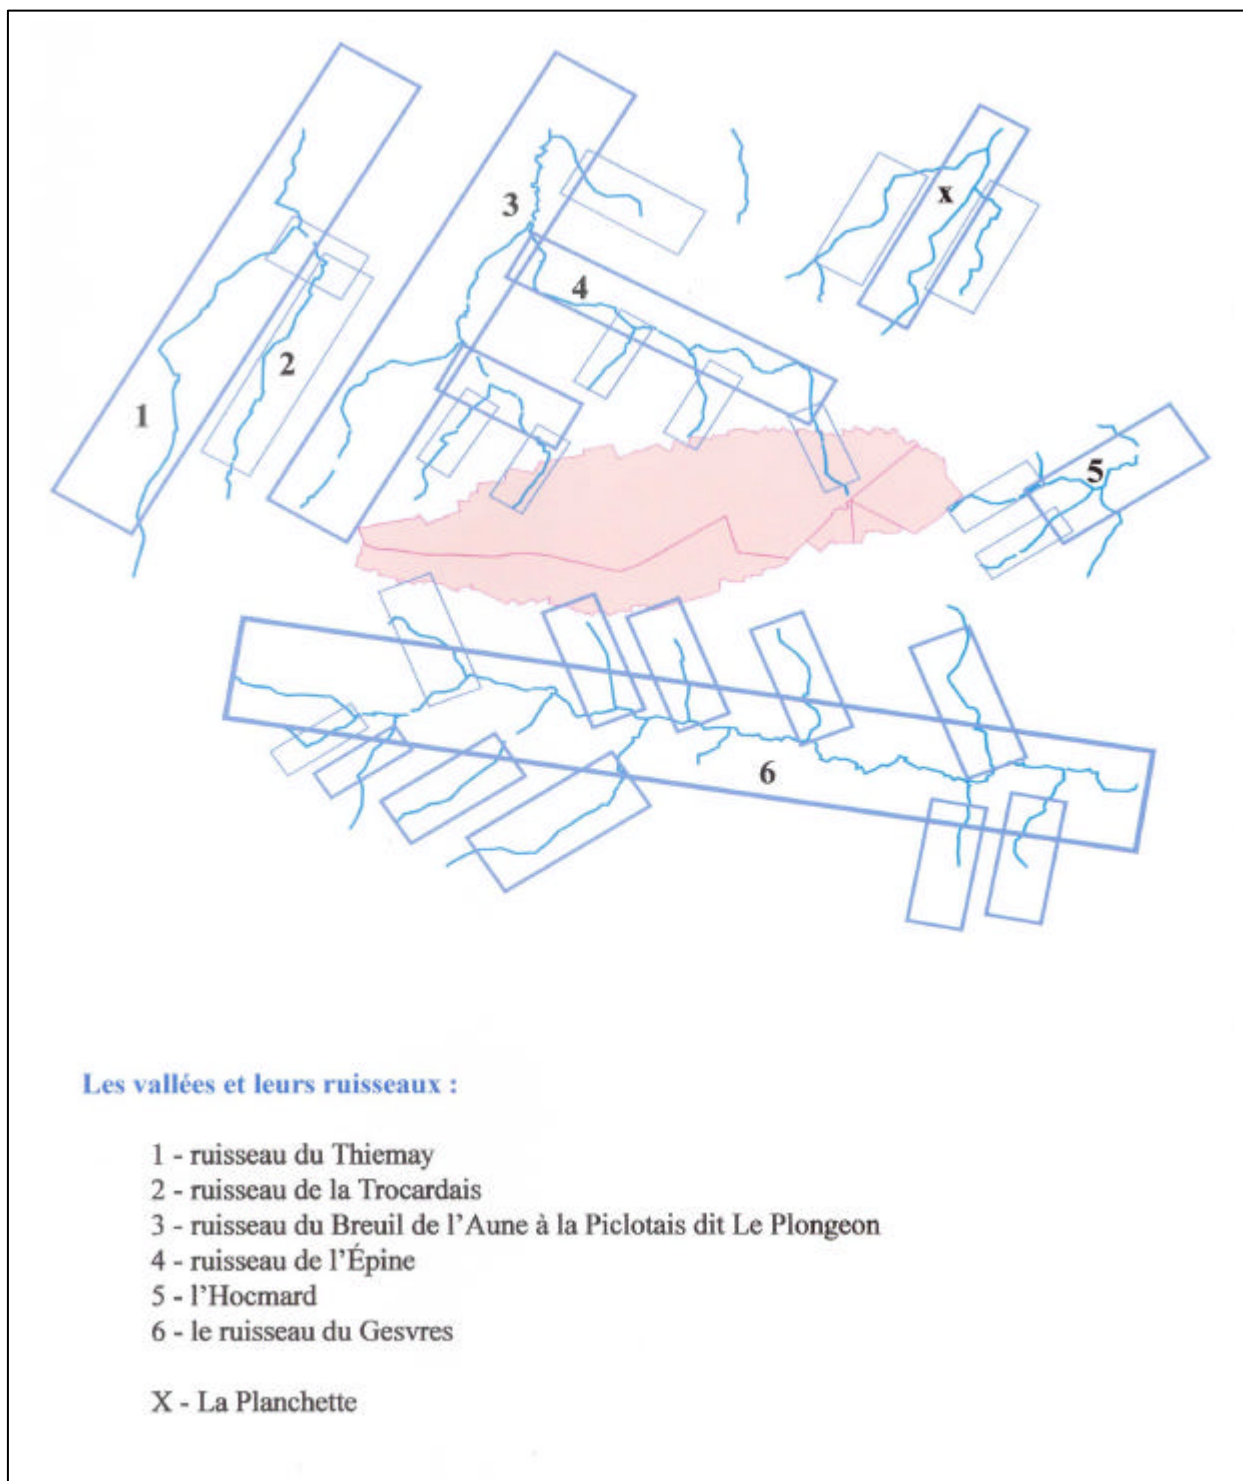 3
x
4
2
1
5
6
Les vallées et leurs ruisseaux :
1 - ruisseau du Thiemay
2 - ruisseau de la Trocardais
3 - ruisseau du Breuil de l'Aune à la Piclotais dit Le Plongeon
4 - ruisseau de l'Épine
5 - l'Hocmard
6 - le ruisseau du Gesvres
X - La Planchette